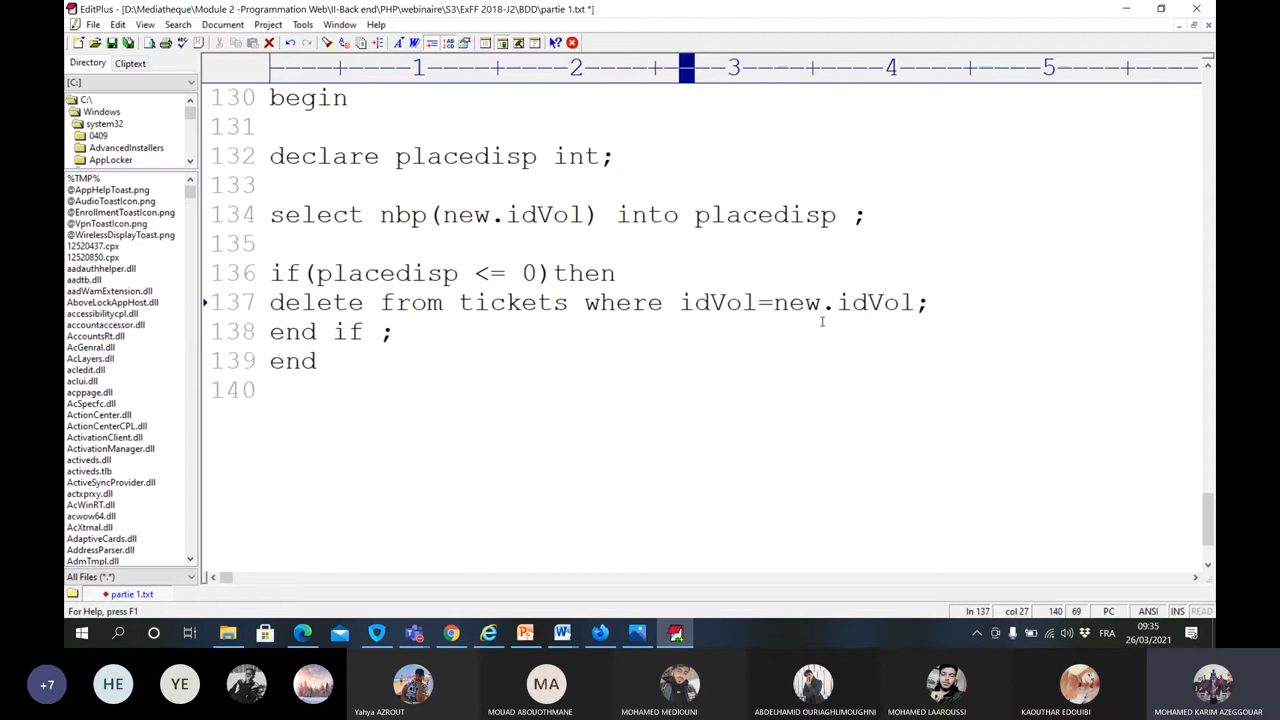 EditPlus - [D:\Mediatheque\Module 2 -Programation Web\II-Back end\PHP\webinaire\S3\ExFF 2018-J2\BDD\partie 1.txt *]
File Edit View Search Document Project Tools Window Help
Directory Cliptext
[C:]
C:\
Windows
system32
0409
AdvancedInstallers
AppLocker
%TMP%
@AppHelpToast.png
@AudioToastIcon.png
@EnrollmentToastIcon.png
@VpnToastIcon.png
@WirelessDisplayToast.png
12520437.cpx
12520850.cpx
aadauthhelper.dll
aadtb.dll
aadWamExtension.dll
AboveLockAppHost.dll
accessibilitycpl.dll
accountaccessor.dll
AccountsRt.dll
AcGenral.dll
AcLayers.dll
acledit.dll
aclui.dll
acppage.dll
AcSpecfc.dll
ActionCenter.dll
ActionCenterCPL.dll
ActivationClient.dll
ActivationManager.dll
activeds.dll
activeds.tlb
ActiveSyncProvider.dll
actxprxy.dll
AcWinRT.dll
acwow64.dll
AcXtrnal.dll
AdaptiveCards.dll
AddressParser.dll
AdmTmpl.dll
All Files (*.*)
1 2 3 4 5
130 begin
131
132 declare placedisp int;
133
134 select nbp(new.idVol) into placedisp ;
135
136 if(placedisp <= 0)then
137 delete from tickets where idVol=new.idVol;
138 end if ;
139 end
140
partie 1.txt
For Help, press F1
ln 137 col 27 140 69 PC ANSI INS READ
FRA
09:35
26/03/2021
+7 HE YE MA
Yahya AZROUT MOUAD ABOUOTHMANE MOHAMED MEDIOUNI ABDELHAMID OURIAGHLIMOUGHNI MOHAMED LAAROUSSI KAOUTHAR EDOUIBI MOHAMED KARIM AZEGGOUAR